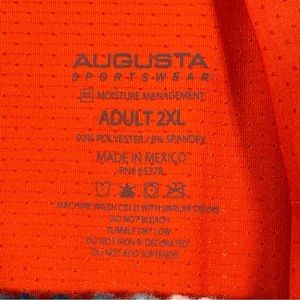 AUGUSTA
SPORTSWEAR
MOISTURE MANAGEMENT
ADULT 2XL
92% POLYESTER / 8% SPANDEX
MADE IN MEXICO
RN# 65378
MACHINE WASH COLD WITH SIMILAR COLORS
DO NOT BLEACH
TUMBLE DRY LOW
DO NOT IRON IF DECORATED
DO NOT ADD SOFTENER